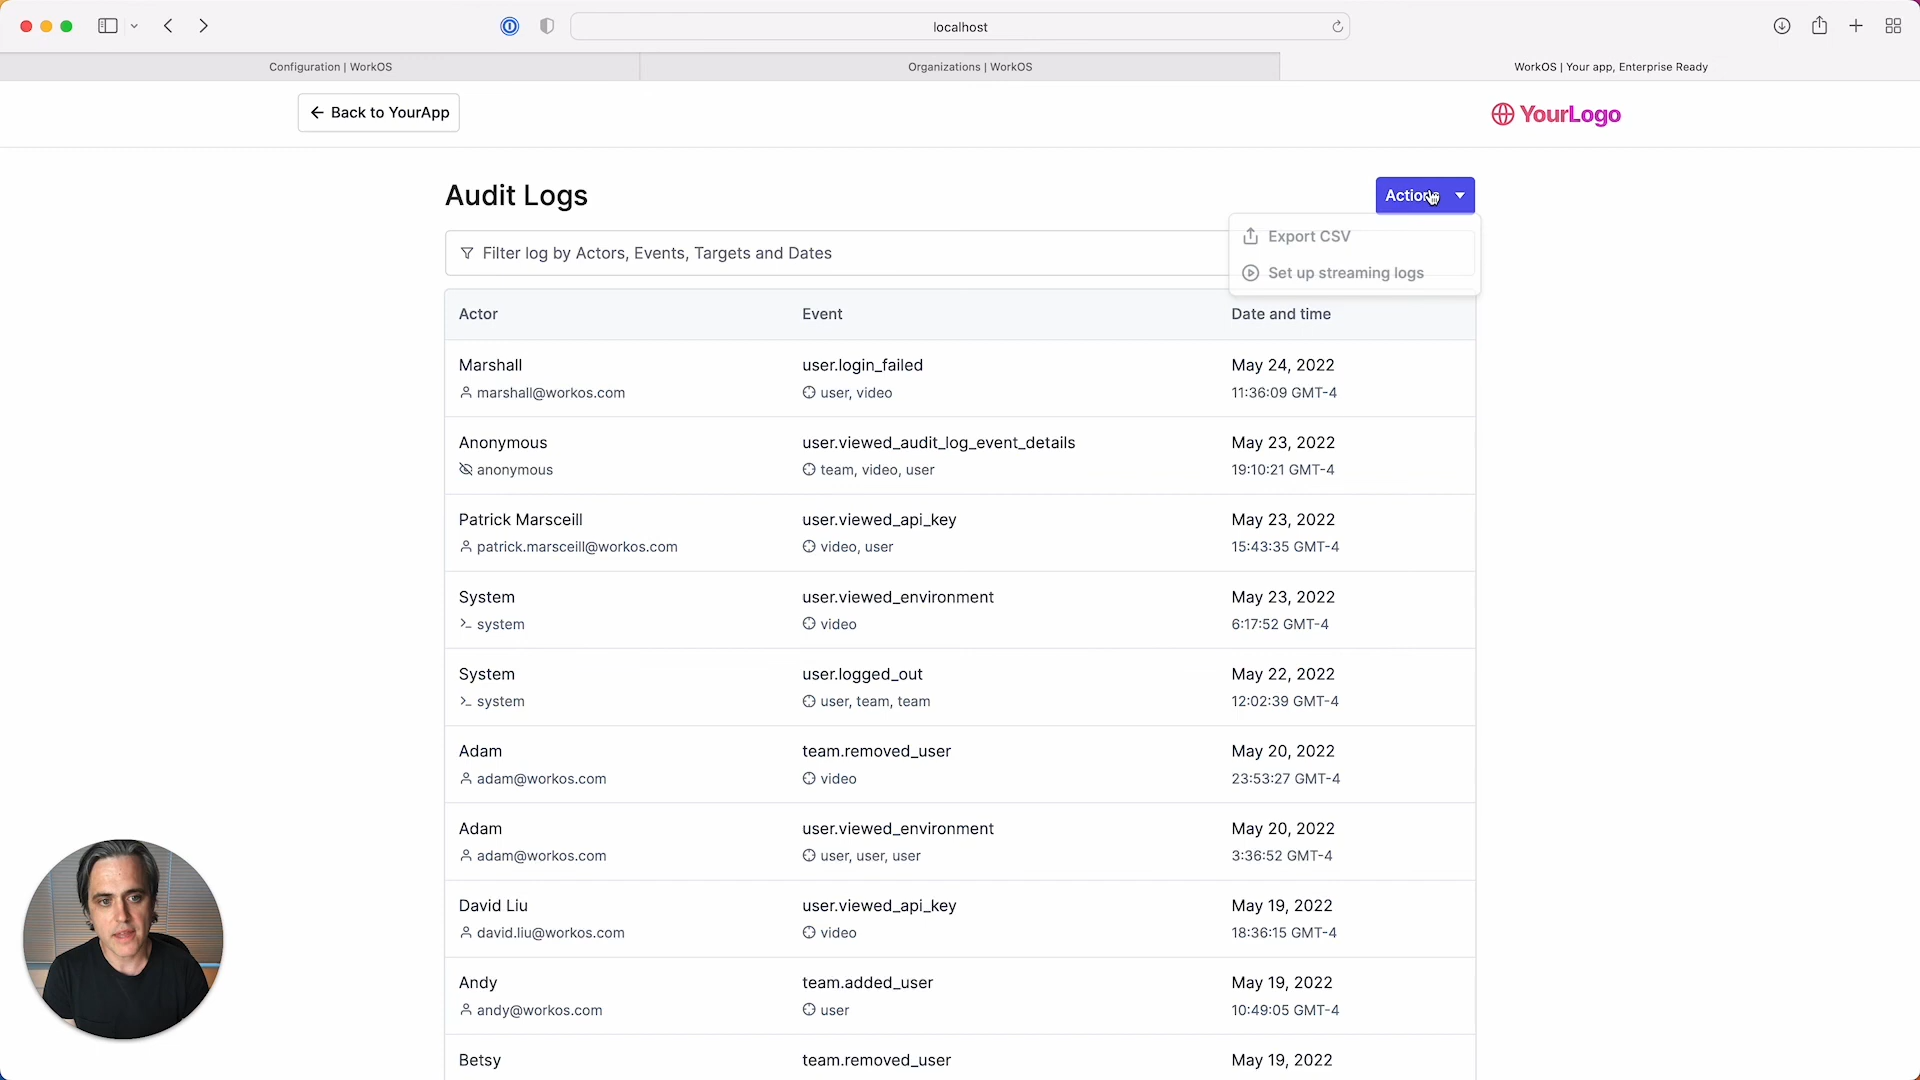 localhost
Configuration | WorkOS
Organizations | WorkOS
WorkOS | Your app, Enterprise Ready
Back to YourApp
YourLogo
Audit Logs
Actions
Export CSV
Set up streaming logs
Filter log by Actors, Events, Targets and Dates
Actor Event Date and time
Marshall user.login_failed May 24, 2022
marshall@workos.com user, video 11:36:09 GMT-4
Anonymous user.viewed_audit_log_event_details May 23, 2022
anonymous team, video, user 19:10:21 GMT-4
Patrick Marsceill user.viewed_api_key May 23, 2022
patrick.marsceill@workos.com video, user 15:43:35 GMT-4
System user.viewed_environment May 23, 2022
system video 6:17:52 GMT-4
System user.logged_out May 22, 2022
system user, team, team 12:02:39 GMT-4
Adam team.removed_user May 20, 2022
adam@workos.com video 23:53:27 GMT-4
Adam user.viewed_environment May 20, 2022
adam@workos.com user, user, user 3:36:52 GMT-4
David Liu user.viewed_api_key May 19, 2022
david.liu@workos.com video 18:36:15 GMT-4
Andy team.added_user May 19, 2022
andy@workos.com user 10:49:05 GMT-4
Betsy team.removed_user May 19, 2022